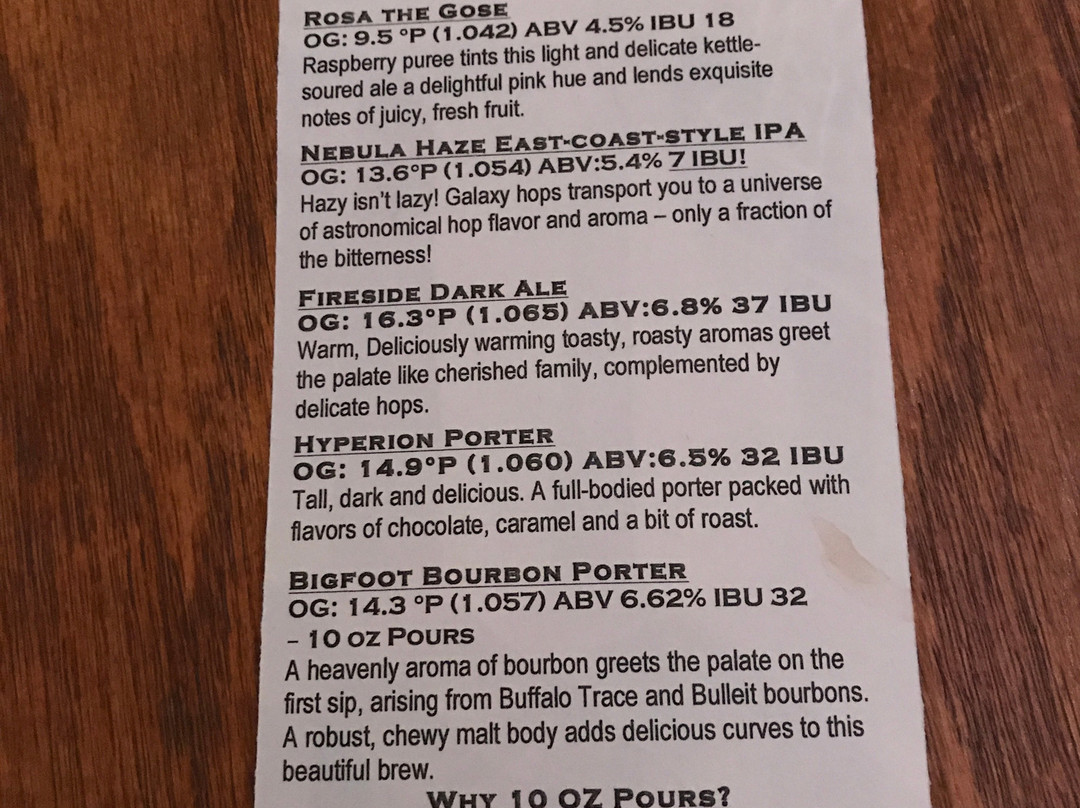 Rosa the Gose
OG: 9.5 °P (1.042) ABV 4.5% IBU 18
Raspberry puree tints this light and delicate kettle-
soured ale a delightful pink hue and lends exquisite
notes of juicy, fresh fruit.
Nebula Haze East-coast-style IPA
OG: 13.6°P (1.054) ABV:5.4% 7 IBU!
Hazy isn't lazy! Galaxy hops transport you to a universe
of astronomical hop flavor and aroma – only a fraction of
the bitterness!
Fireside Dark Ale
OG: 16.3°P (1.065) ABV:6.8% 37 IBU
Warm, Deliciously warming toasty, roasty aromas greet
the palate like cherished family, complemented by
delicate hops.
Hyperion Porter
OG: 14.9°P (1.060) ABV:6.5% 32 IBU
Tall, dark and delicious. A full-bodied porter packed with
flavors of chocolate, caramel and a bit of roast.
Bigfoot Bourbon Porter
OG: 14.3 °P (1.057) ABV 6.62% IBU 32
– 10 oz Pours
A heavenly aroma of bourbon greets the palate on the
first sip, arising from Buffalo Trace and Bulleit bourbons.
A robust, chewy malt body adds delicious curves to this
beautiful brew.
Why 10 oz Pours?